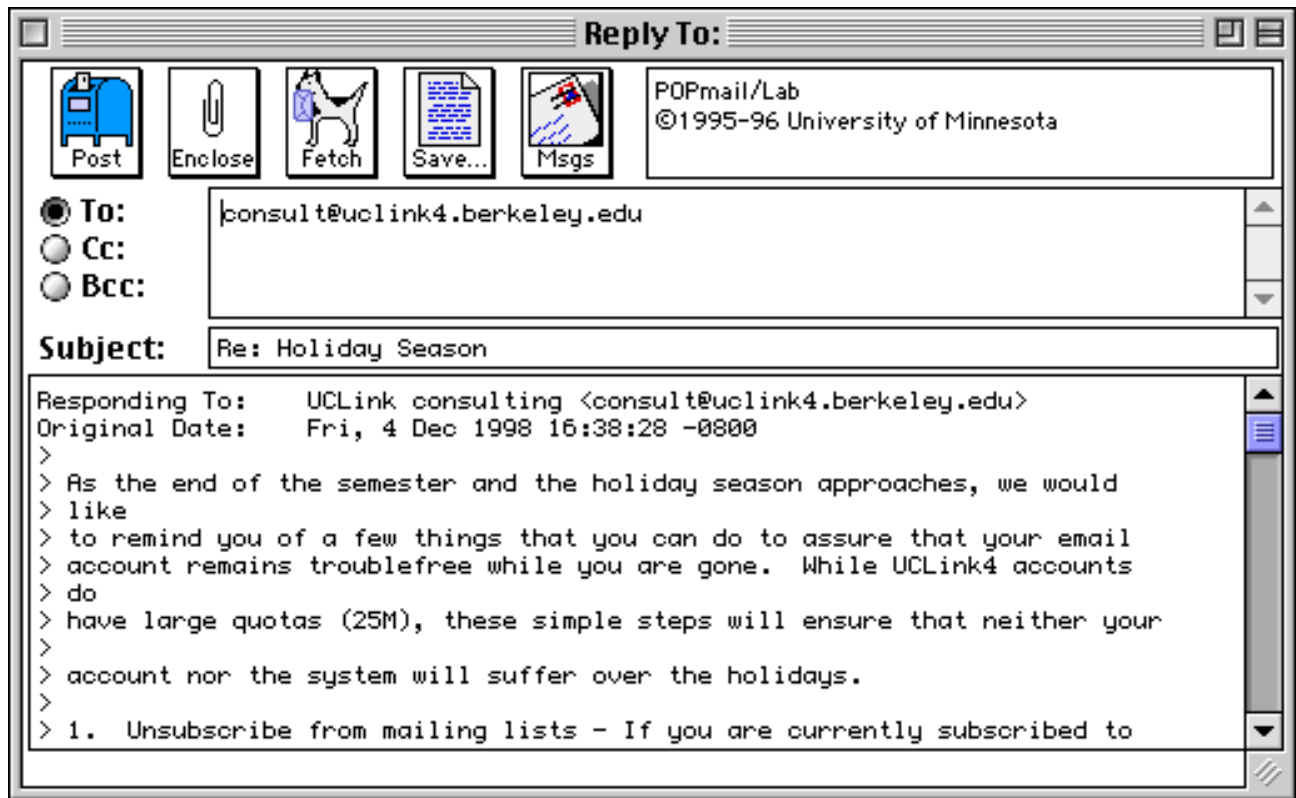 Reply To:
Post
Enclose
Fetch
Save...
Msgs
POPmail/Lab
©1995-96 University of Minnesota
To:
Cc:
Bcc:
consult@uclink4.berkeley.edu
Subject:
Re: Holiday Season
Responding To: UCLink consulting <consult@uclink4.berkeley.edu>
Original Date: Fri, 4 Dec 1998 16:38:28 -0800
>
> As the end of the semester and the holiday season approaches, we would
> like
> to remind you of a few things that you can do to assure that your email
> account remains troublefree while you are gone.  While UCLink4 accounts
> do
> have large quotas (25M), these simple steps will ensure that neither your
>
> account nor the system will suffer over the holidays.
>
> 1.  Unsubscribe from mailing lists - If you are currently subscribed to